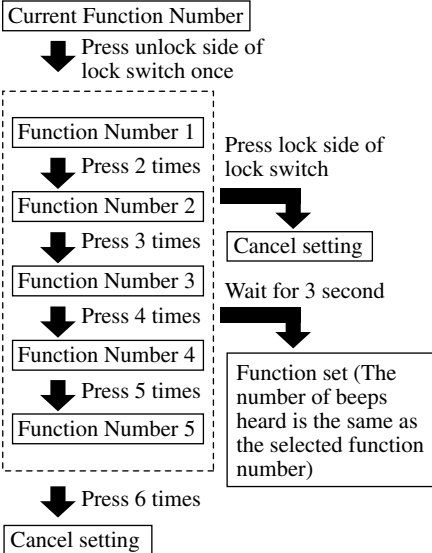 Current Function Number
Press unlock side of
lock switch once
Function Number 1
Press 2 times
Function Number 2
Press 3 times
Function Number 3
Press 4 times
Function Number 4
Press 5 times
Function Number 5
Press lock side of
lock switch
Cancel setting
Wait for 3 second
Function set (The
number of beeps
heard is the same as
the selected function
number)
Press 6 times
Cancel setting